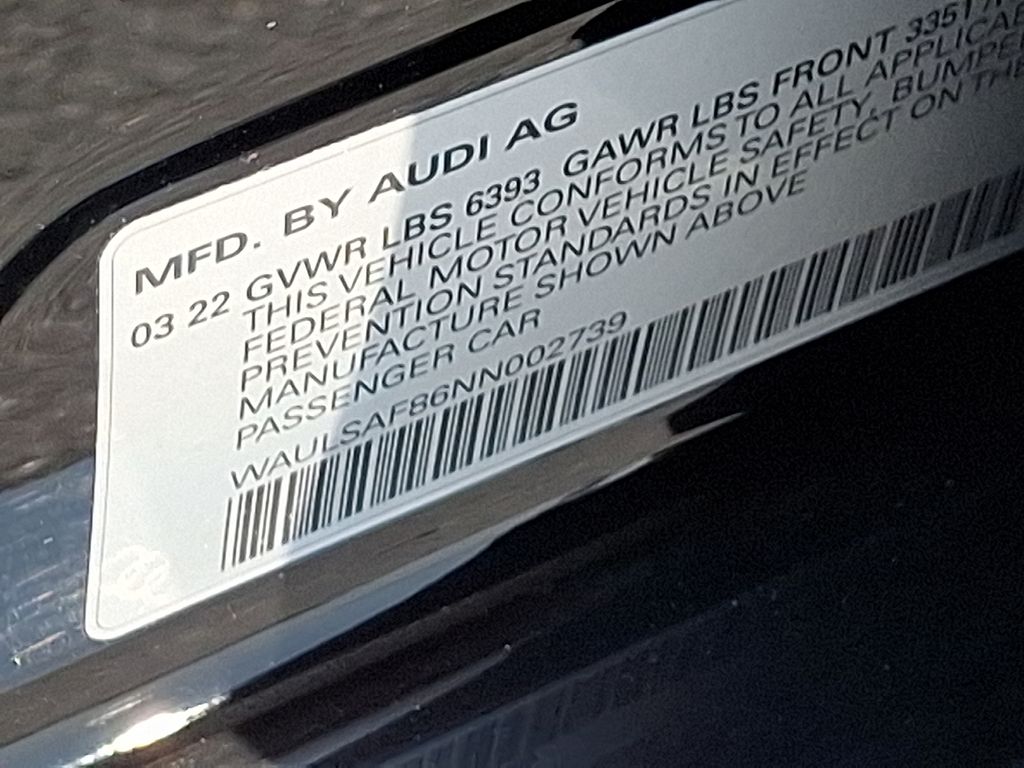 MFD. BY AUDI AG
03 22 GVWR LBS 6393 GAWR LBS FRONT 3351
THIS VEHICLE CONFORMS TO ALL
FEDERAL MOTOR VEHICLE SAFETY,
PREVENTION STANDARDS IN EFFECT ON THE
MANUFACTURE SHOWN ABOVE
PASSENGER CAR
WAULSAF86NN002739